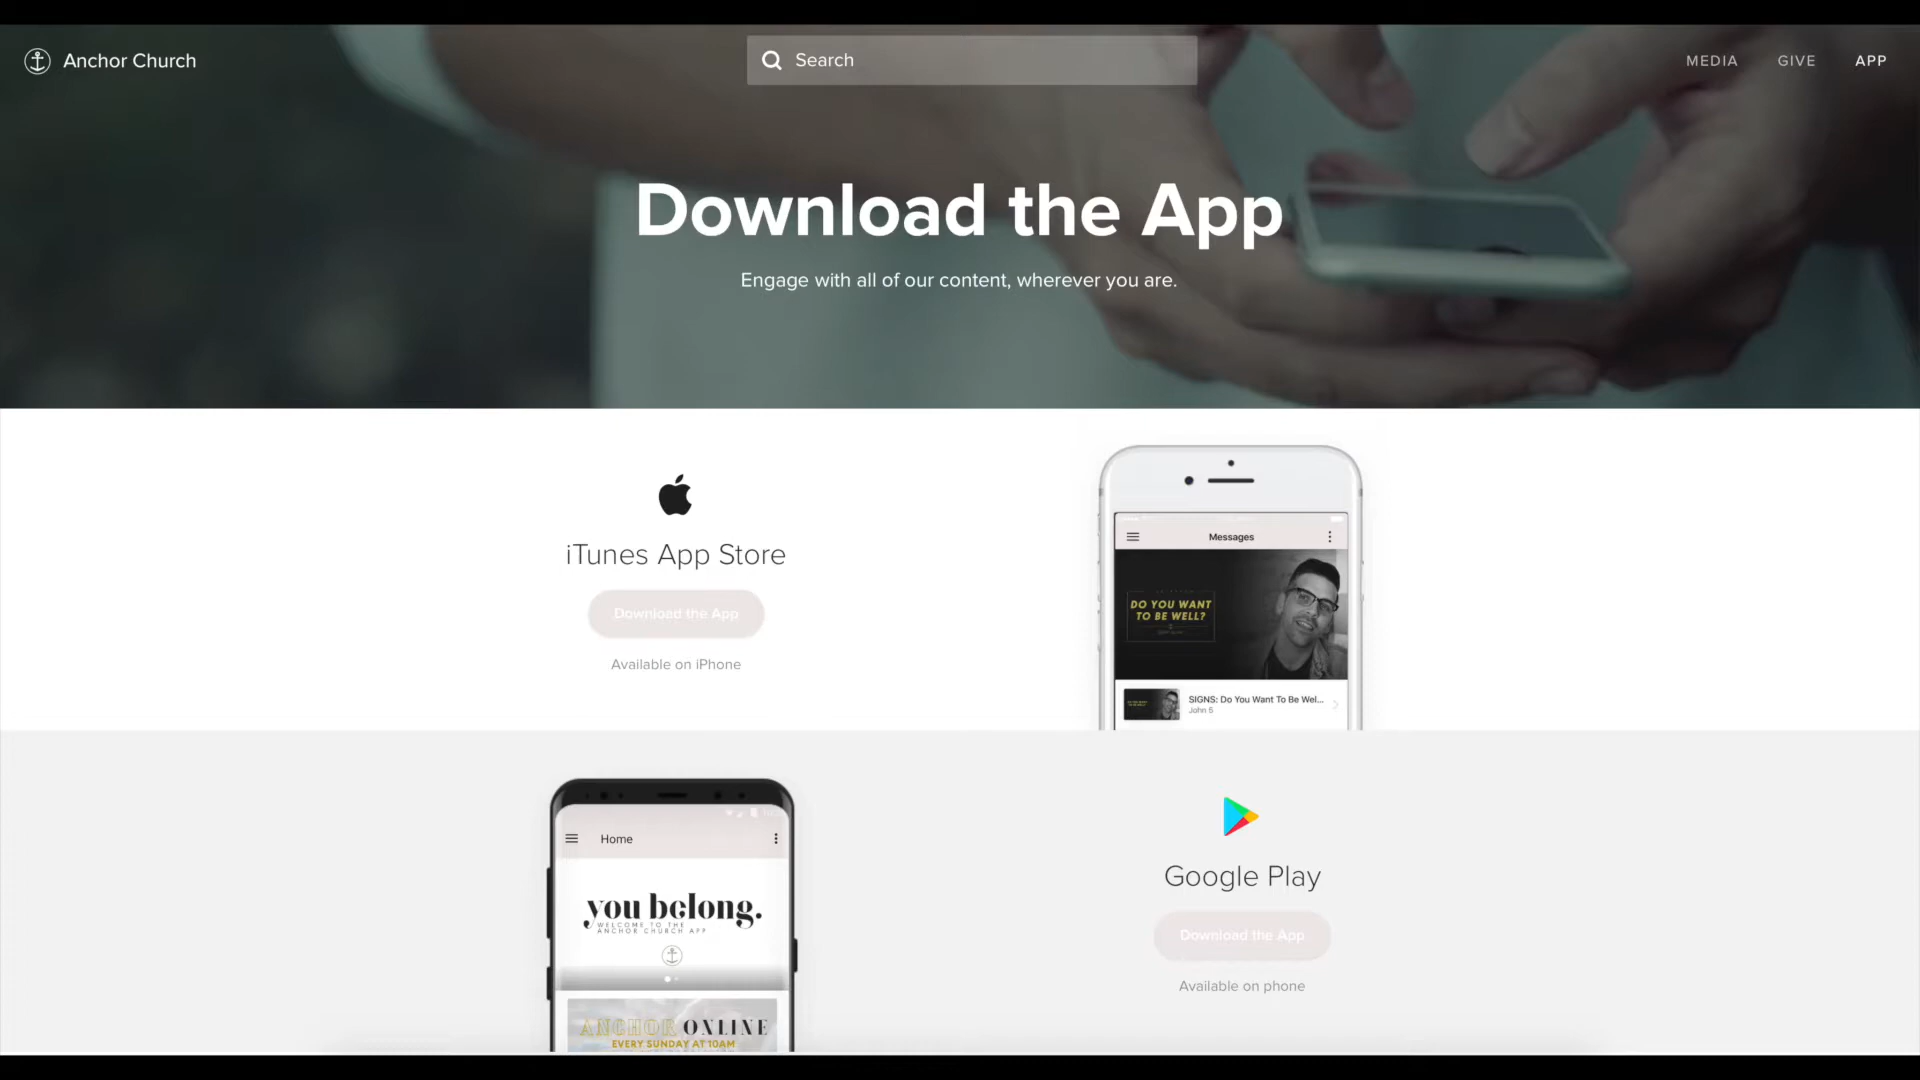 Anchor Church
Search
MEDIA
GIVE
APP
Download the App
Engage with all of our content, wherever you are.
iTunes App Store
Download the App
Available on iPhone
Messages
DO YOU WANT
TO BE WELL?
SIGNS: Do You Want To Be Wel...
John 5
Home
you belong.
WELCOME TO THE
ANCHOR CHURCH APP
ANCHOR ONLINE
EVERY SUNDAY AT 10AM
Google Play
Download the App
Available on phone